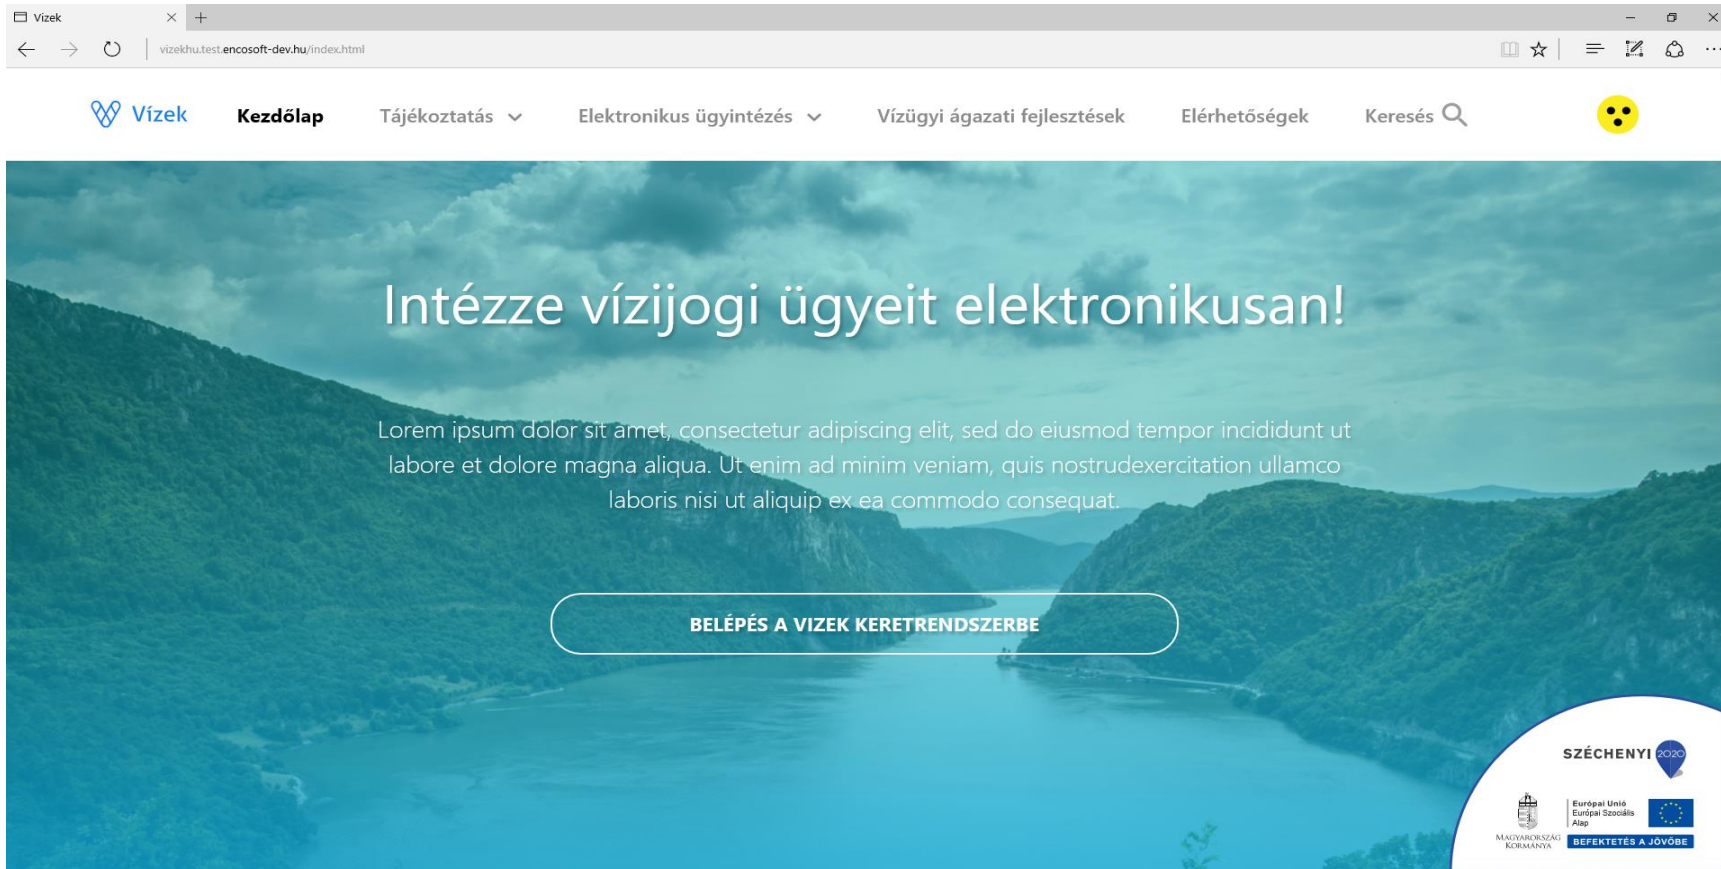 Vizek
vizekhu.test.encosoft-dev.hu/index.html
Vízek Kezdőlap Tájékoztatás Elektronikus ügyintézés Vízügyi ágazati fejlesztések Elérhetőségek Keresés
Intézze vízijogi ügyeit elektronikusan!
Lorem ipsum dolor sit amet, consectetur adipiscing elit, sed do eiusmod tempor incididunt ut
labore et dolore magna aliqua. Ut enim ad minim veniam, quis nostrudexercitation ullamco
laboris nisi ut aliquip ex ea commodo consequat.
BELÉPÉS A VIZEK KERETRENDSZERBE
SZÉCHENYI 2020
Magyarország
Kormánya
Európai Unió
Európai Szociális
Alap
BEFEKTETÉS A JÖVŐBE